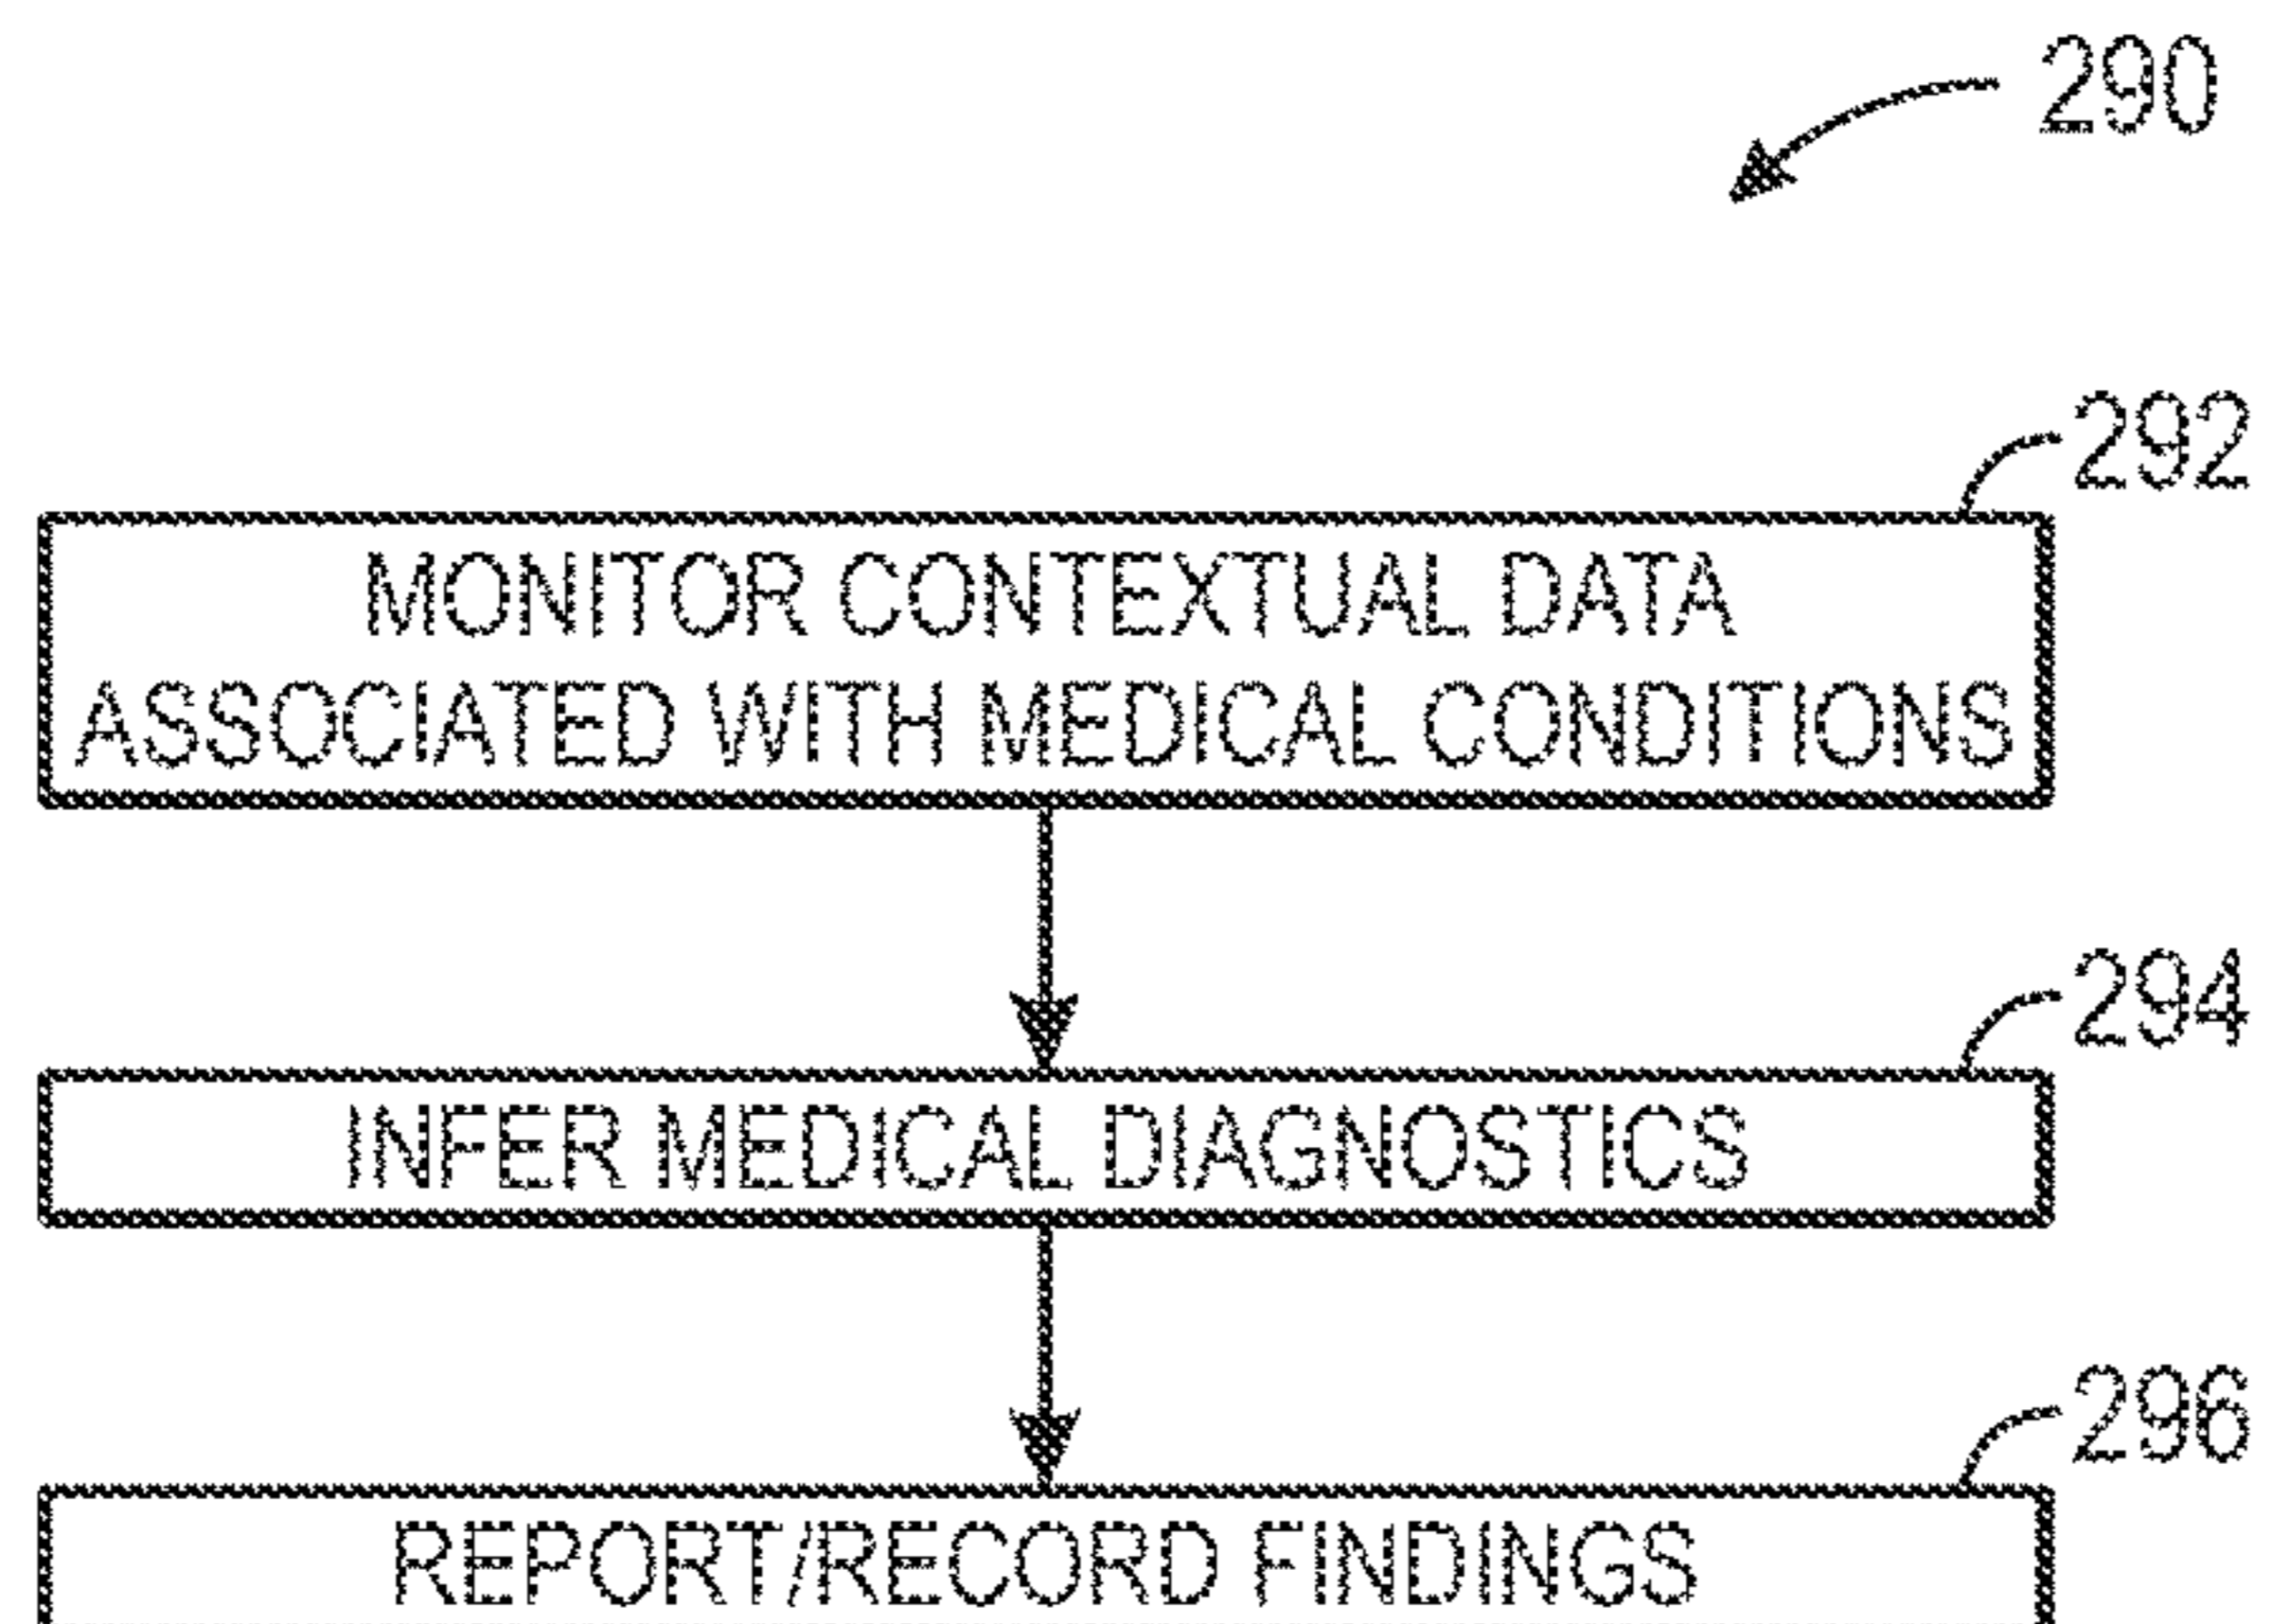 290
292
MONITOR CONTEXTUAL DATA
ASSOCIATED WITH MEDICAL CONDITIONS
294
INFER MEDICAL DIAGNOSTICS
296
REPORT/RECORD FINDINGS